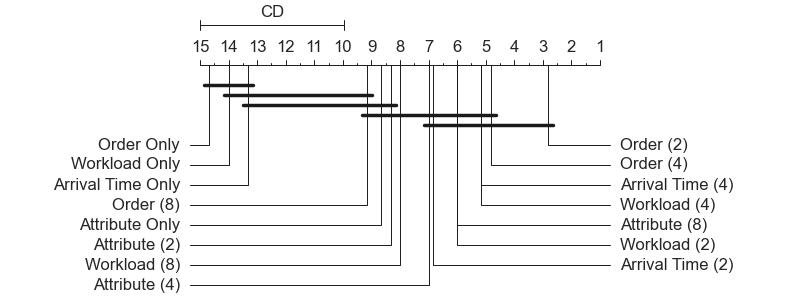 CD
15 14 13 12 11 10 9 8 7 6 5 4 3 2 1
Order Only
Workload Only
Arrival Time Only
Order (8)
Attribute Only
Attribute (2)
Workload (8)
Attribute (4)
Order (2)
Order (4)
Arrival Time (4)
Workload (4)
Attribute (8)
Workload (2)
Arrival Time (2)